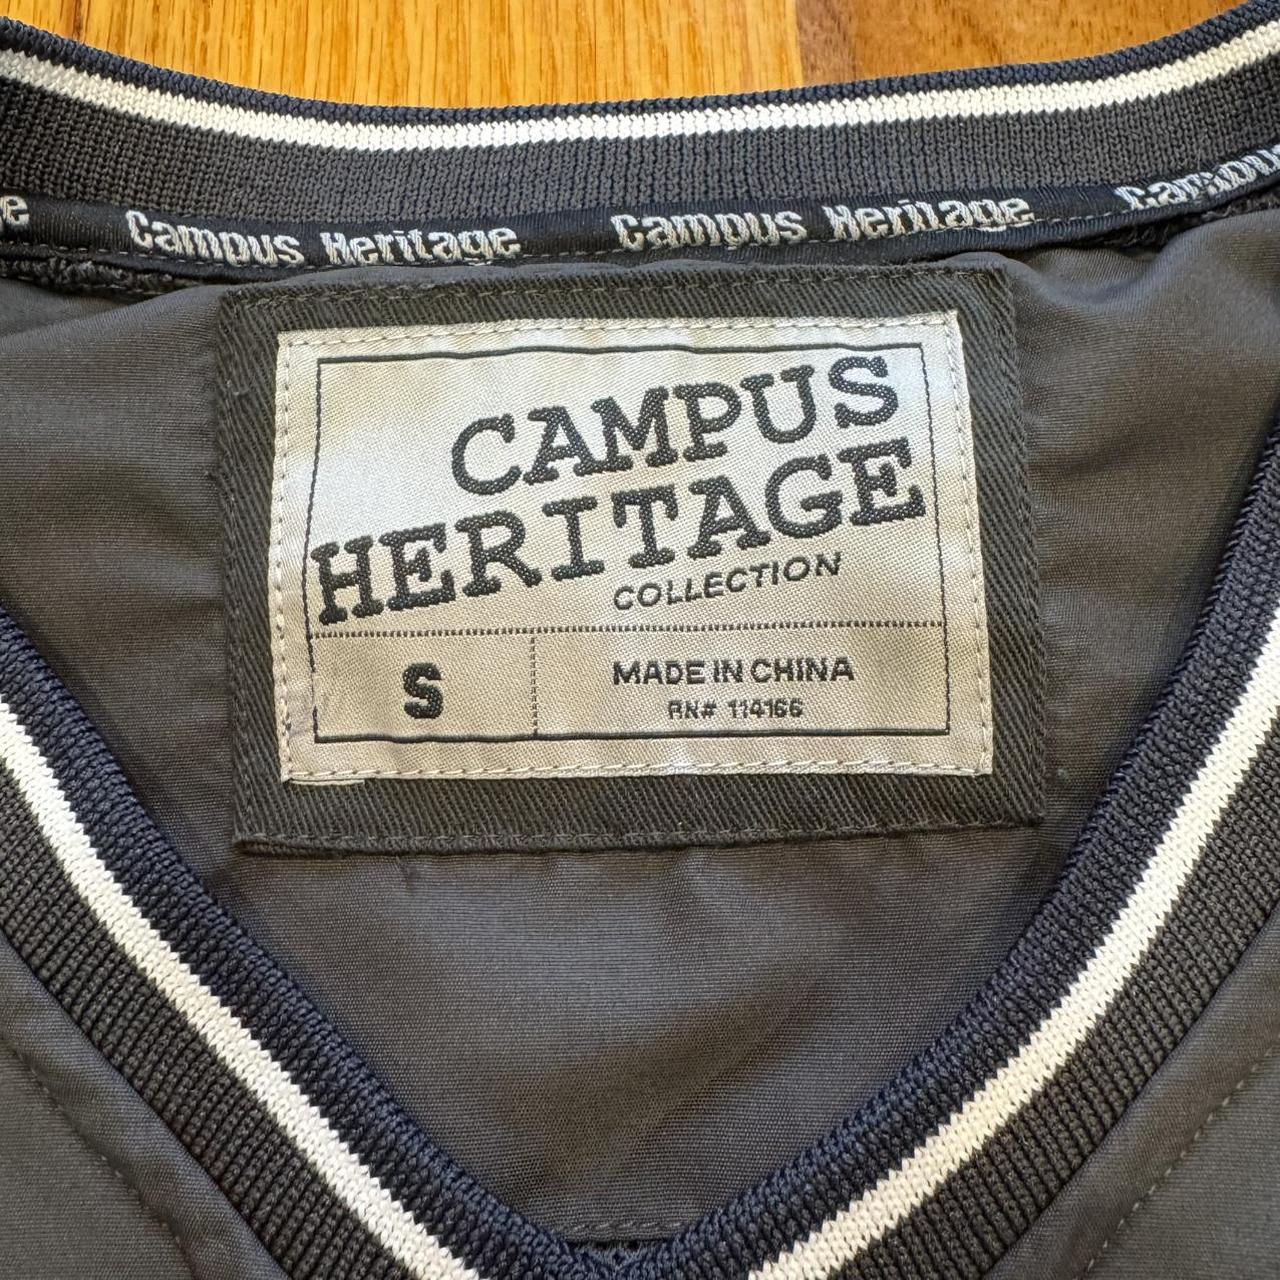 e Campus Heritage Campus Heritage Campus
CAMPUS
HERITAGE
COLLECTION
S
MADE IN CHINA
RN# 114166